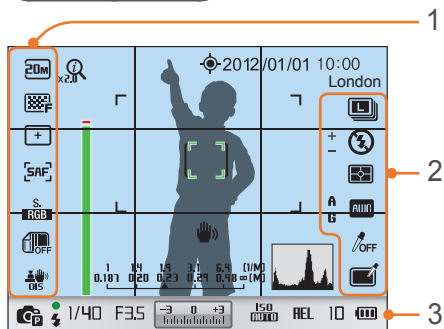 1
2012/01/01 10:00
London
20M
x2.0
L
F
+
+
−
SAF
2
S.
RGB
A
G
AWB
OFF
OFF
OIS
1 1.4 1.9 3.1 6.4 (1/M)
0.187 0.20 0.23 0.29 0.48 ∞ (M)
P 1/40 F3.5 −3 0 +3 ISO AUTO AEL 10
3